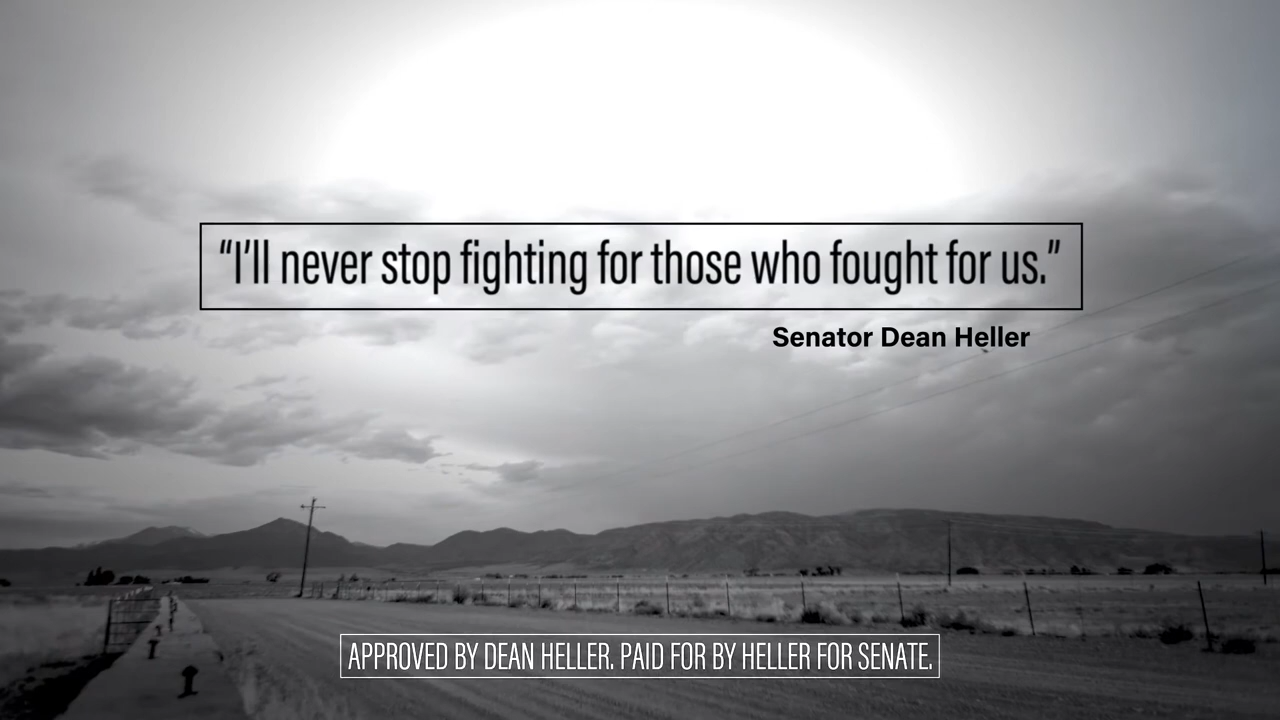 “I’ll never stop fighting for those who fought for us.”
Senator Dean Heller
APPROVED BY DEAN HELLER. PAID FOR BY HELLER FOR SENATE.